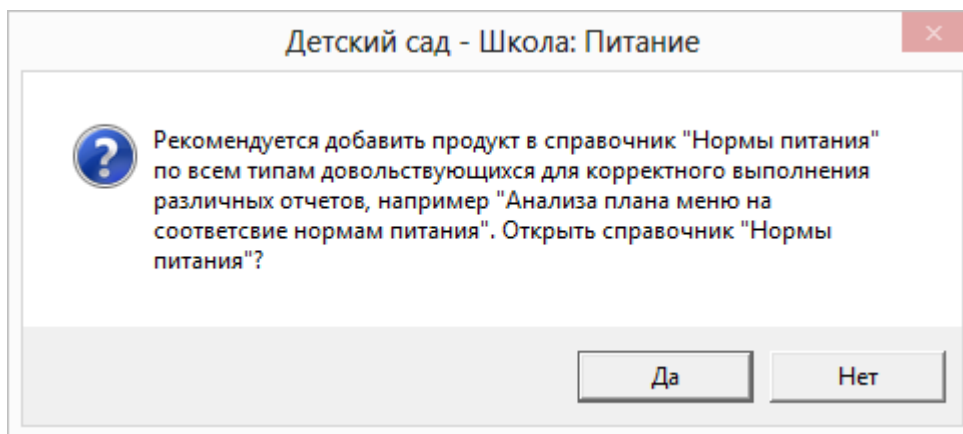 Детский сад - Школа: Питание
Рекомендуется добавить продукт в справочник "Нормы питания"
по всем типам довольствующихся для корректного выполнения
различных отчетов, например "Анализа плана меню на
соответсвие нормам питания". Открыть справочник "Нормы
питания"?
Да
Нет